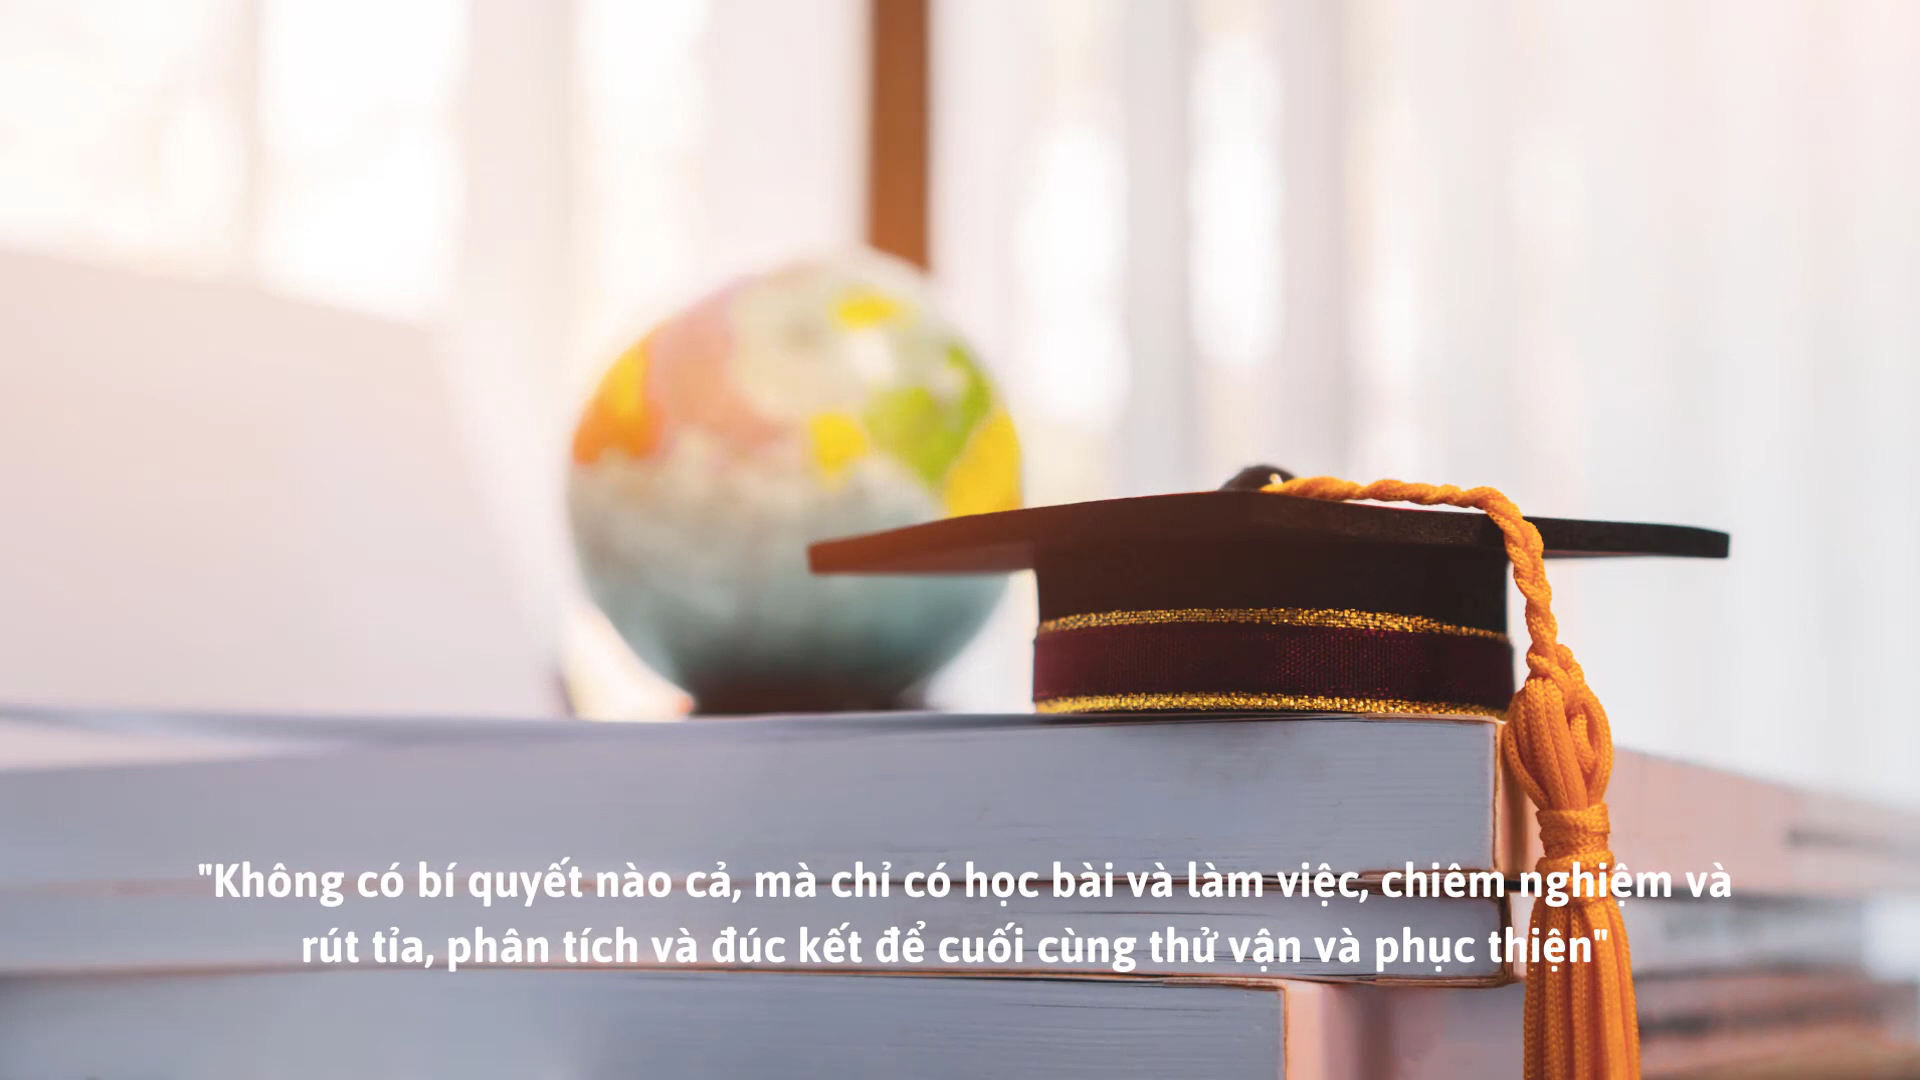 "Không có bí quyết nào cả, mà chỉ có học bài và làm việc, chiêm nghiệm và
rút tỉa, phân tích và đúc kết để cuối cùng thử vận và phục thiện"